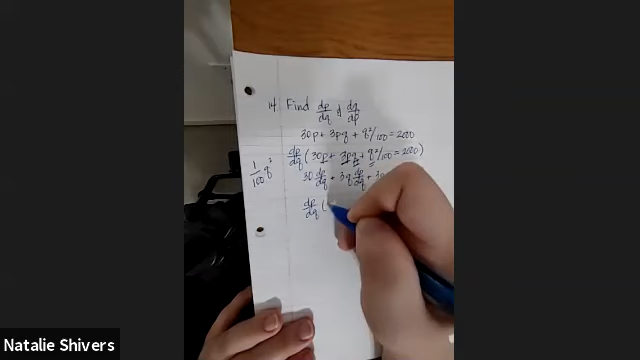 14 Find dp/dq & dq/dp
30p + 3pq + q²/100 = 2000
dp/dq (30p + 3pq + q²/100 = 2000)
1/100 q²
30 dp/dq + 3q dp/dq + 3p
dp/dq (
Natalie Shivers